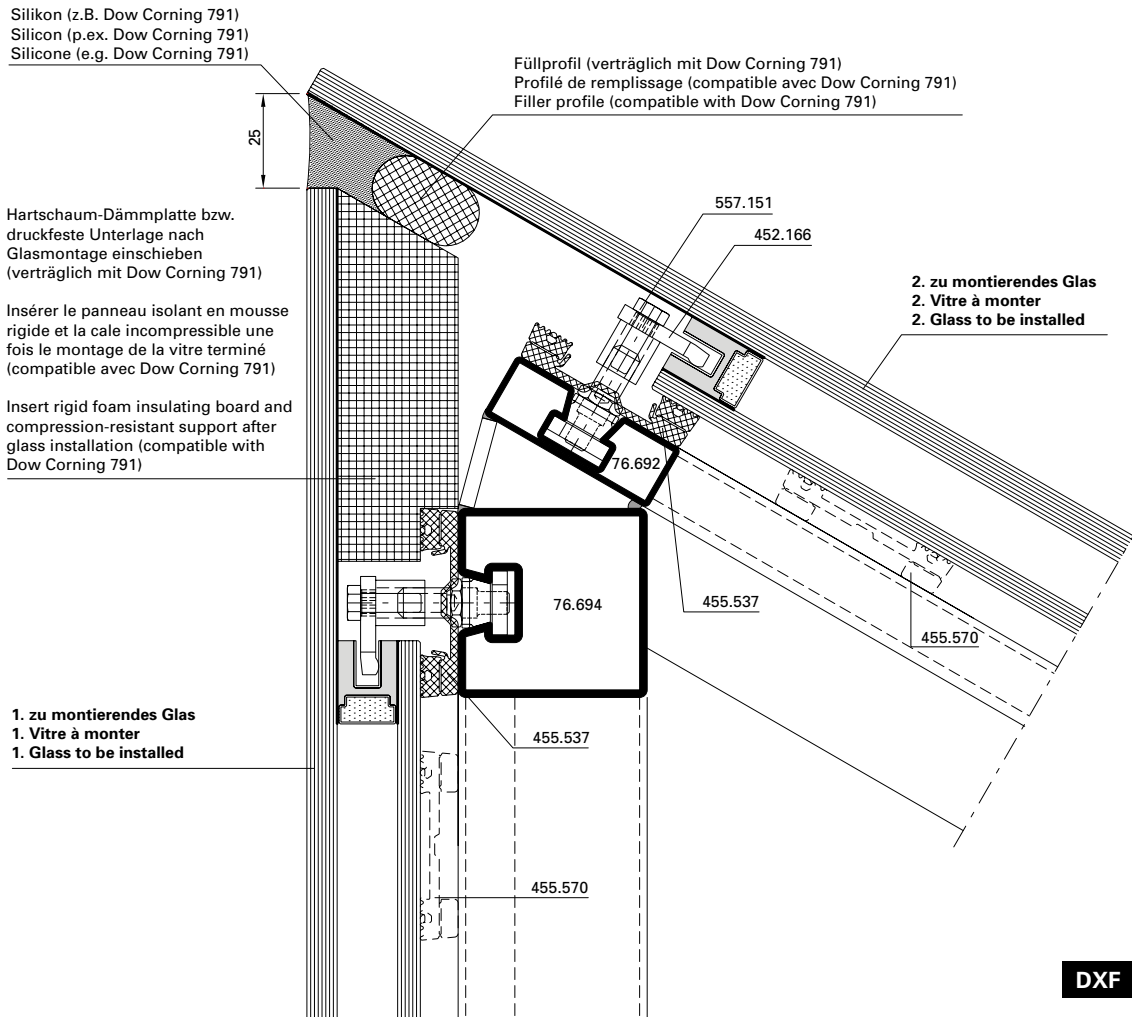 Silikon (z.B. Dow Corning 791)
Silicon (p.ex. Dow Corning 791)
Silicone (e.g. Dow Corning 791)
Füllprofil (verträglich mit Dow Corning 791)
Profilé de remplissage (compatible avec Dow Corning 791)
Filler profile (compatible with Dow Corning 791)
25
Hartschaum-Dämmplatte bzw.
druckfeste Unterlage nach
Glasmontage einschieben
(verträglich mit Dow Corning 791)
Insérer le panneau isolant en mousse
rigide et la cale incompressible une
fois le montage de la vitre terminé
(compatible avec Dow Corning 791)
Insert rigid foam insulating board and
compression-resistant support after
glass installation (compatible with
Dow Corning 791)
557.151
452.166
2. zu montierendes Glas
2. Vitre à monter
2. Glass to be installed
76.692
76.694
455.537
455.570
1. zu montierendes Glas
1. Vitre à monter
1. Glass to be installed
455.537
455.570
DXF